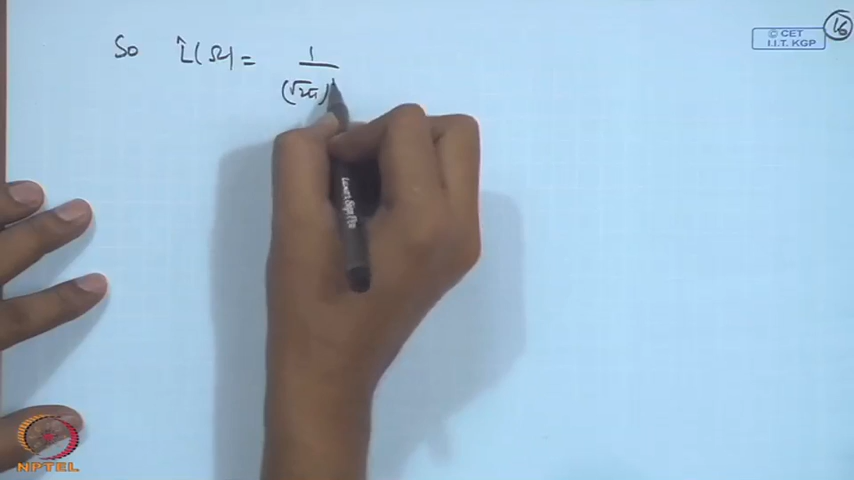 So L̂(Ω) = 1/(√2π)
© CET
I.I.T. KGP
16
NPTEL